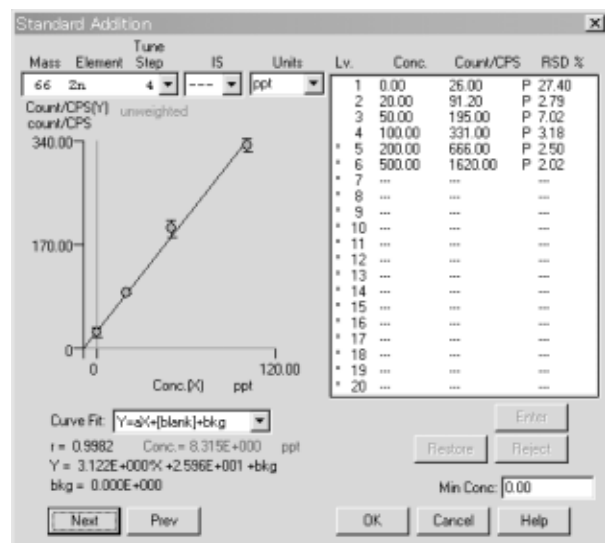 Standard Addition
Mass Element Tune Step IS Units
66 Zn 4 --- ppt
Count/CPS(Y) unweighted
count/CPS
340.00
170.00
0
0 120.00
Conc.(X) ppt
Curve Fit: Y=aX+[blank]+bkg
r = 0.9982 Conc.= 8.315E+000 ppt
Y = 3.122E+000*X +2.596E+001 +bkg
bkg = 0.000E+000
Next Prev
Lv. Conc. Count/CPS RSD %
1 0.00 26.00 P 27.40
2 20.00 91.20 P 2.79
3 50.00 195.00 P 7.02
4 100.00 331.00 P 3.18
* 5 200.00 666.00 P 2.50
* 6 500.00 1620.00 P 2.02
* 7 --- --- ---
* 8 --- --- ---
* 9 --- --- ---
* 10 --- --- ---
* 11 --- --- ---
* 12 --- --- ---
* 13 --- --- ---
* 14 --- --- ---
* 15 --- --- ---
* 16 --- --- ---
* 17 --- --- ---
* 18 --- --- ---
* 19 --- --- ---
* 20 --- --- ---
Enter
Restore Reject
Min Conc: 0.00
OK Cancel Help